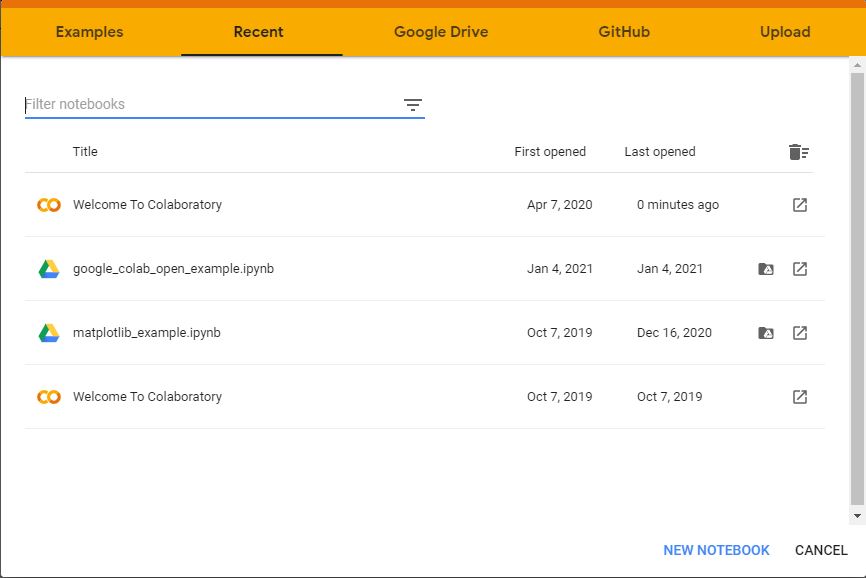 Examples Recent Google Drive GitHub Upload
Filter notebooks
Title First opened Last opened
Welcome To Colaboratory Apr 7, 2020 0 minutes ago
google_colab_open_example.ipynb Jan 4, 2021 Jan 4, 2021
matplotlib_example.ipynb Oct 7, 2019 Dec 16, 2020
Welcome To Colaboratory Oct 7, 2019 Oct 7, 2019
NEW NOTEBOOK CANCEL